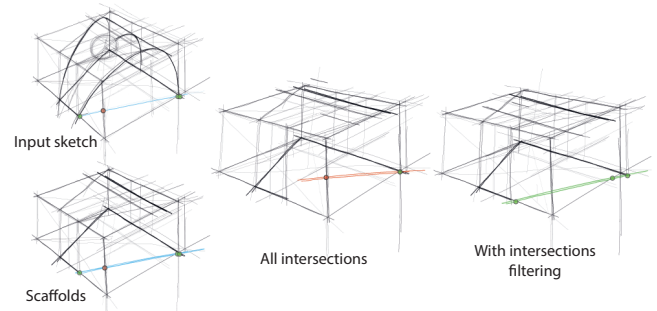 Input sketch
Scaffolds
All intersections
With intersections
filtering